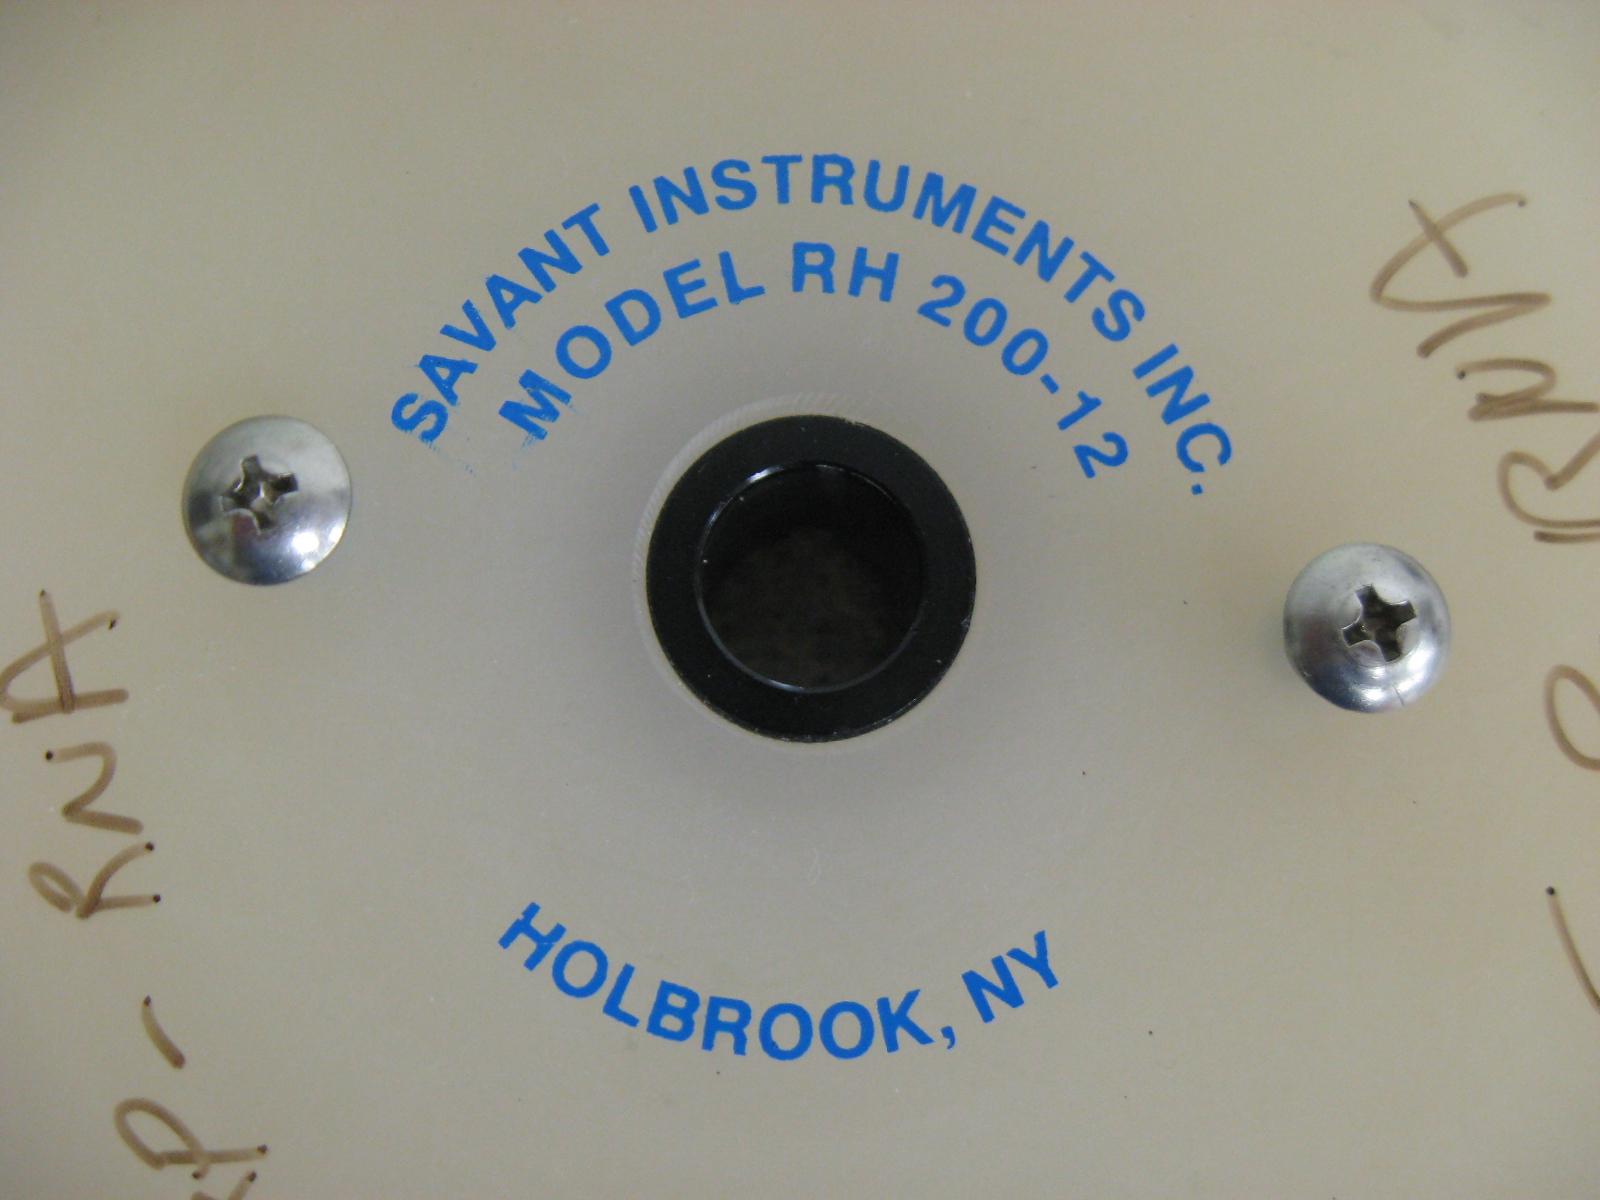 SAVANT INSTRUMENTS INC.
MODEL RH 200-12
HOLBROOK, NY
RNA